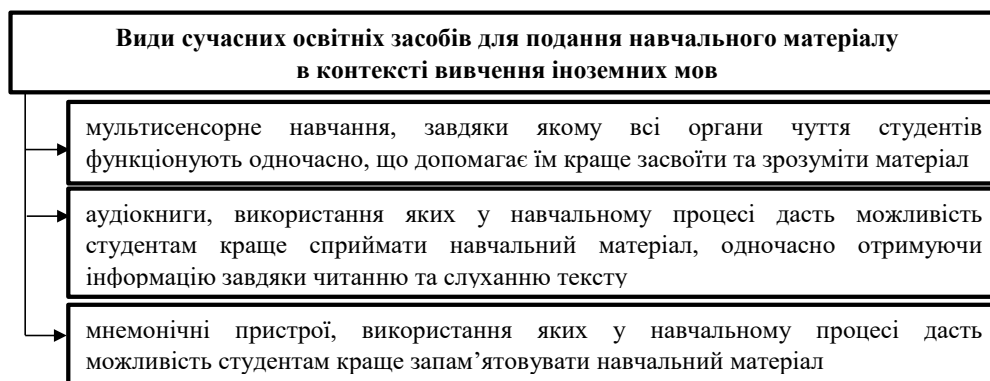 Види сучасних освітніх засобів для подання навчального матеріалу
в контексті вивчення іноземних мов
мультисенсорне навчання, завдяки якому всі органи чуття студентів
функціонують одночасно, що допомагає їм краще засвоїти та зрозуміти матеріал
аудіокниги, використання яких у навчальному процесі дасть можливість
студентам краще сприймати навчальний матеріал, одночасно отримуючи
інформацію завдяки читанню та слуханню тексту
мнемонічні пристрої, використання яких у навчальному процесі дасть
можливість студентам краще запам’ятовувати навчальний матеріал